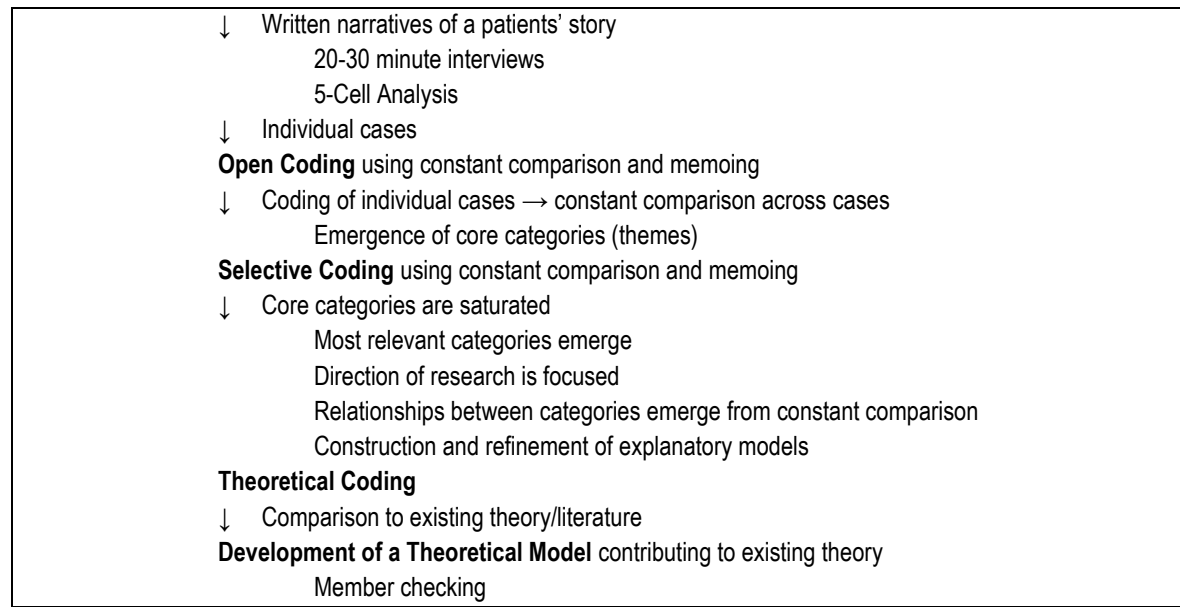 ↓ Written narratives of a patients’ story
20-30 minute interviews
5-Cell Analysis
↓ Individual cases
Open Coding using constant comparison and memoing
↓ Coding of individual cases → constant comparison across cases
Emergence of core categories (themes)
Selective Coding using constant comparison and memoing
↓ Core categories are saturated
Most relevant categories emerge
Direction of research is focused
Relationships between categories emerge from constant comparison
Construction and refinement of explanatory models
Theoretical Coding
↓ Comparison to existing theory/literature
Development of a Theoretical Model contributing to existing theory
Member checking